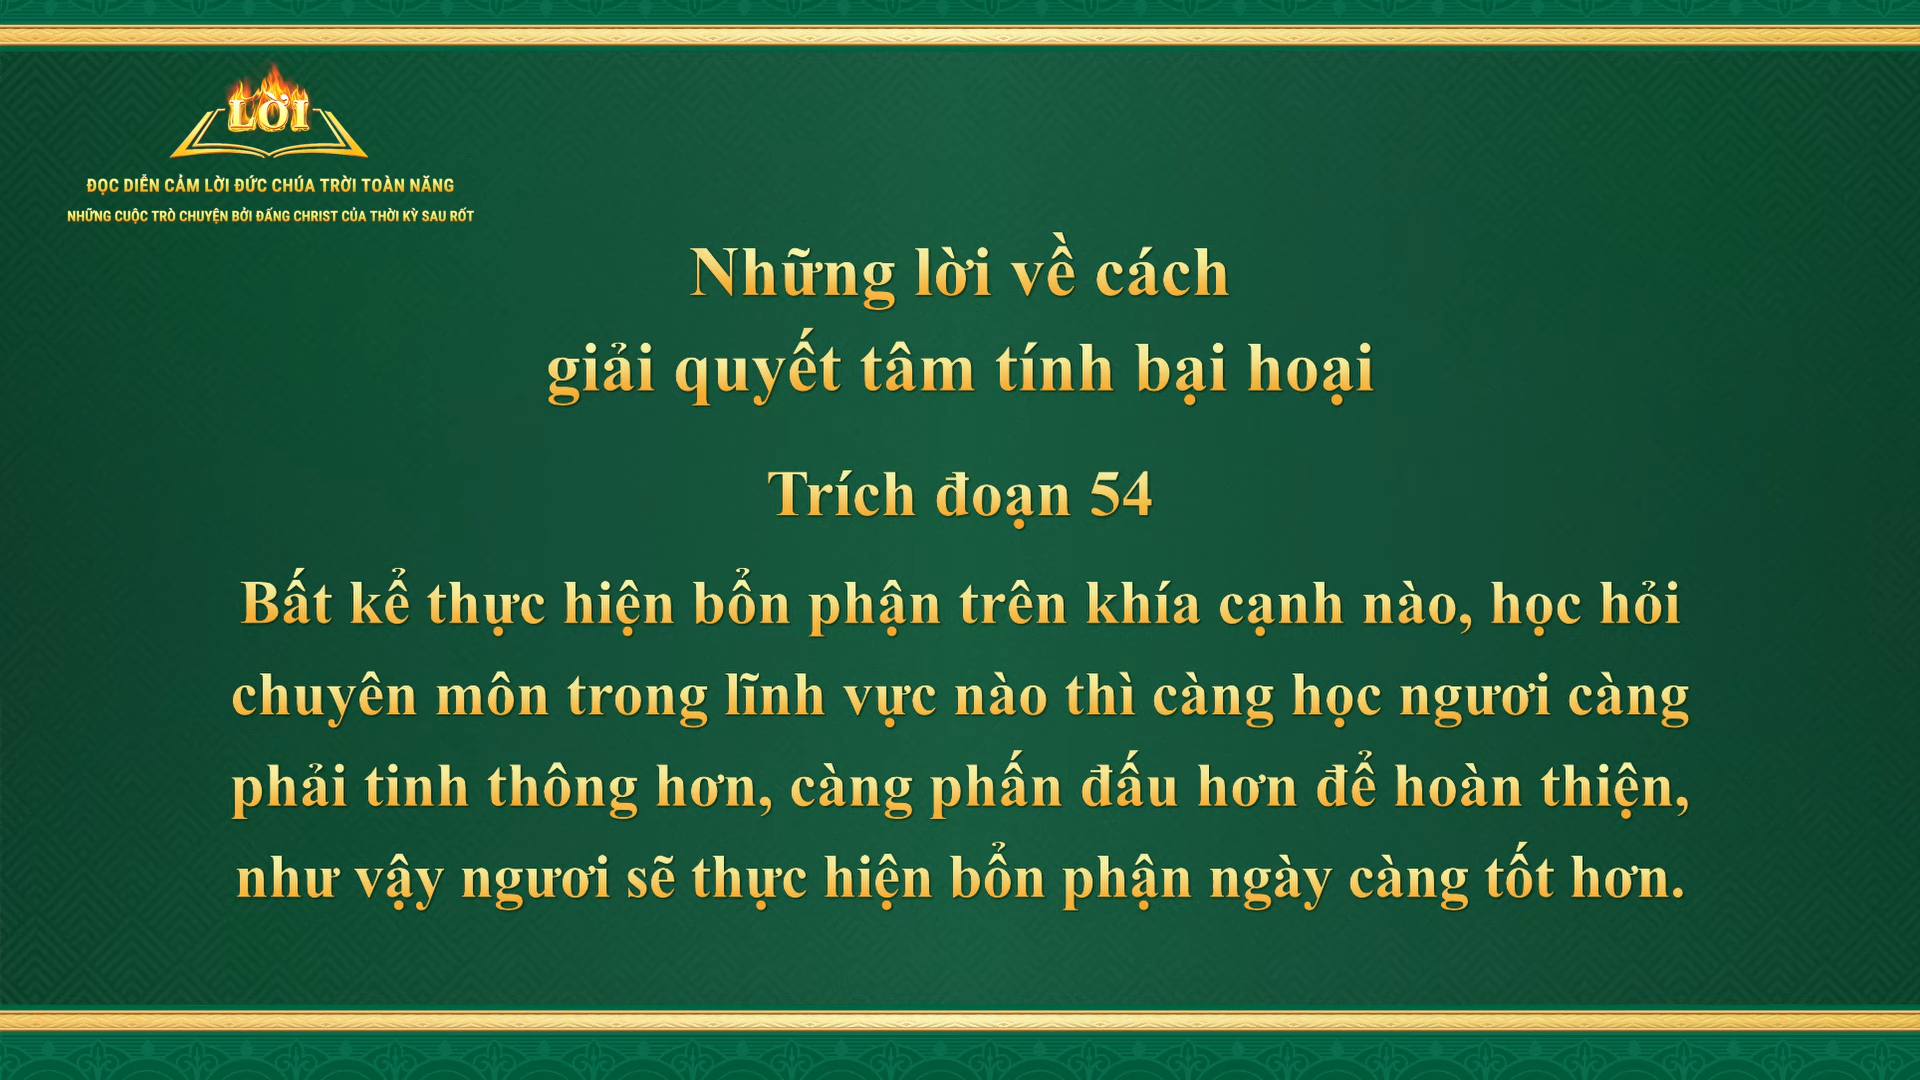 LỜI
ĐỌC DIỄN CẢM LỜI ĐỨC CHÚA TRỜI TOÀN NĂNG
NHỮNG CUỘC TRÒ CHUYỆN BỞI ĐẤNG CHRIST CỦA THỜI KỲ SAU RỐT
Những lời về cách
giải quyết tâm tính bại hoại
Trích đoạn 54
Bất kể thực hiện bổn phận trên khía cạnh nào, học hỏi
chuyên môn trong lĩnh vực nào thì càng học ngươi càng
phải tinh thông hơn, càng phấn đấu hơn để hoàn thiện,
như vậy ngươi sẽ thực hiện bổn phận ngày càng tốt hơn.